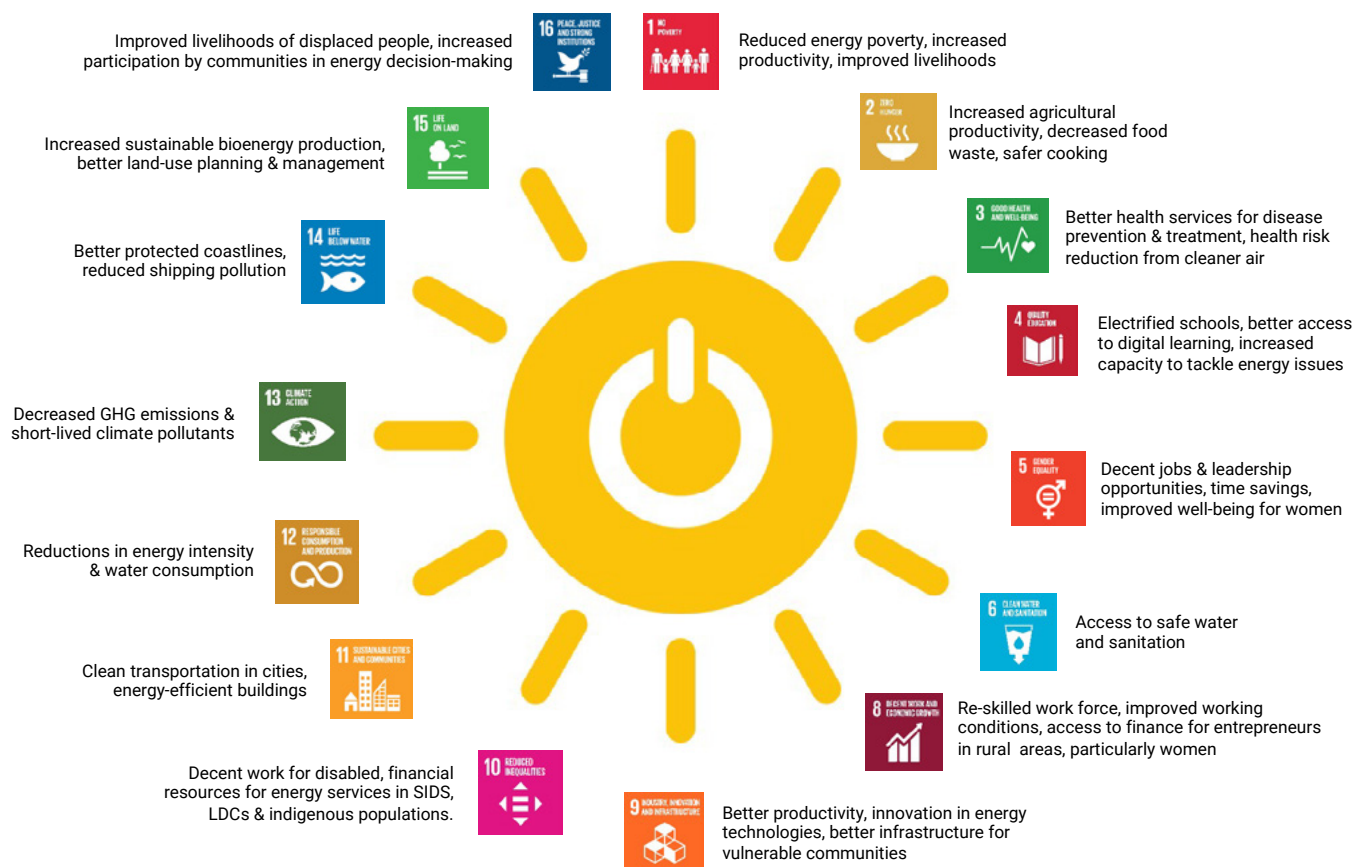 16 PEACE, JUSTICE
AND STRONG
INSTITUTIONS
Improved livelihoods of displaced people, increased
participation by communities in energy decision-making
1 NO
POVERTY
Reduced energy poverty, increased
productivity, improved livelihoods
2 ZERO
HUNGER
Increased agricultural
productivity, decreased food
waste, safer cooking
3 GOOD HEALTH
AND WELL-BEING
Better health services for disease
prevention & treatment, health risk
reduction from cleaner air
4 QUALITY
EDUCATION
Electrified schools, better access
to digital learning, increased
capacity to tackle energy issues
5 GENDER
EQUALITY
Decent jobs & leadership
opportunities, time savings,
improved well-being for women
6 CLEAN WATER
AND SANITATION
Access to safe water
and sanitation
8 DECENT WORK AND
ECONOMIC GROWTH
Re-skilled work force, improved working
conditions, access to finance for entrepreneurs
in rural areas, particularly women
9 INDUSTRY, INNOVATION
AND INFRASTRUCTURE
Better productivity, innovation in energy
technologies, better infrastructure for
vulnerable communities
10 REDUCED
INEQUALITIES
Decent work for disabled, financial
resources for energy services in SIDS,
LDCs & indigenous populations.
11 SUSTAINABLE CITIES
AND COMMUNITIES
Clean transportation in cities,
energy-efficient buildings
12 RESPONSIBLE
CONSUMPTION
AND PRODUCTION
Reductions in energy intensity
& water consumption
13 CLIMATE
ACTION
Decreased GHG emissions &
short-lived climate pollutants
14 LIFE
BELOW WATER
Better protected coastlines,
reduced shipping pollution
15 LIFE
ON LAND
Increased sustainable bioenergy production,
better land-use planning & management